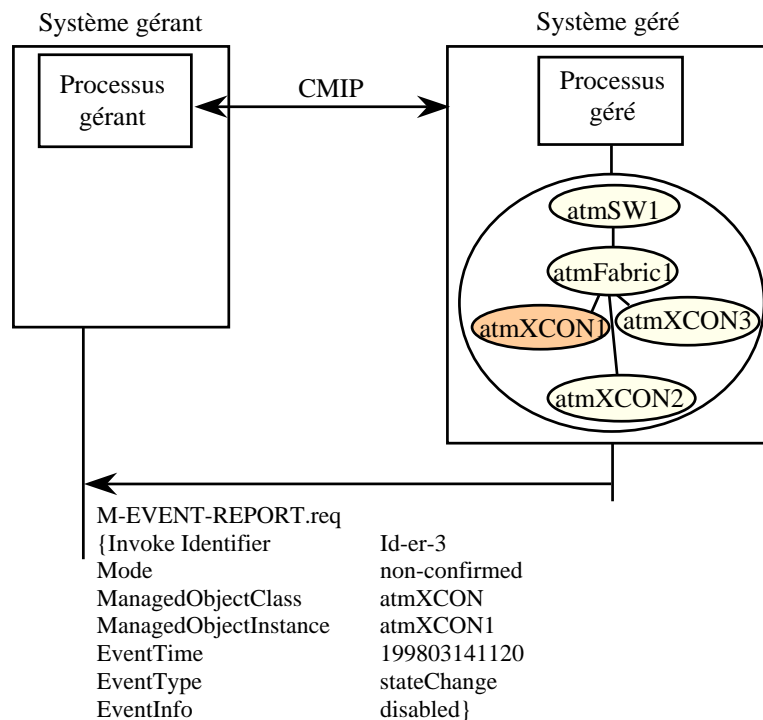 Système gérant
Système géré
Processus
gérant
CMIP
Processus
géré
atmSW1
atmFabric1
atmXCON1
atmXCON3
atmXCON2
M-EVENT-REPORT.req
{Invoke Identifier Id-er-3
Mode non-confirmed
ManagedObjectClass atmXCON
ManagedObjectInstance atmXCON1
EventTime 199803141120
EventType stateChange
EventInfo disabled}